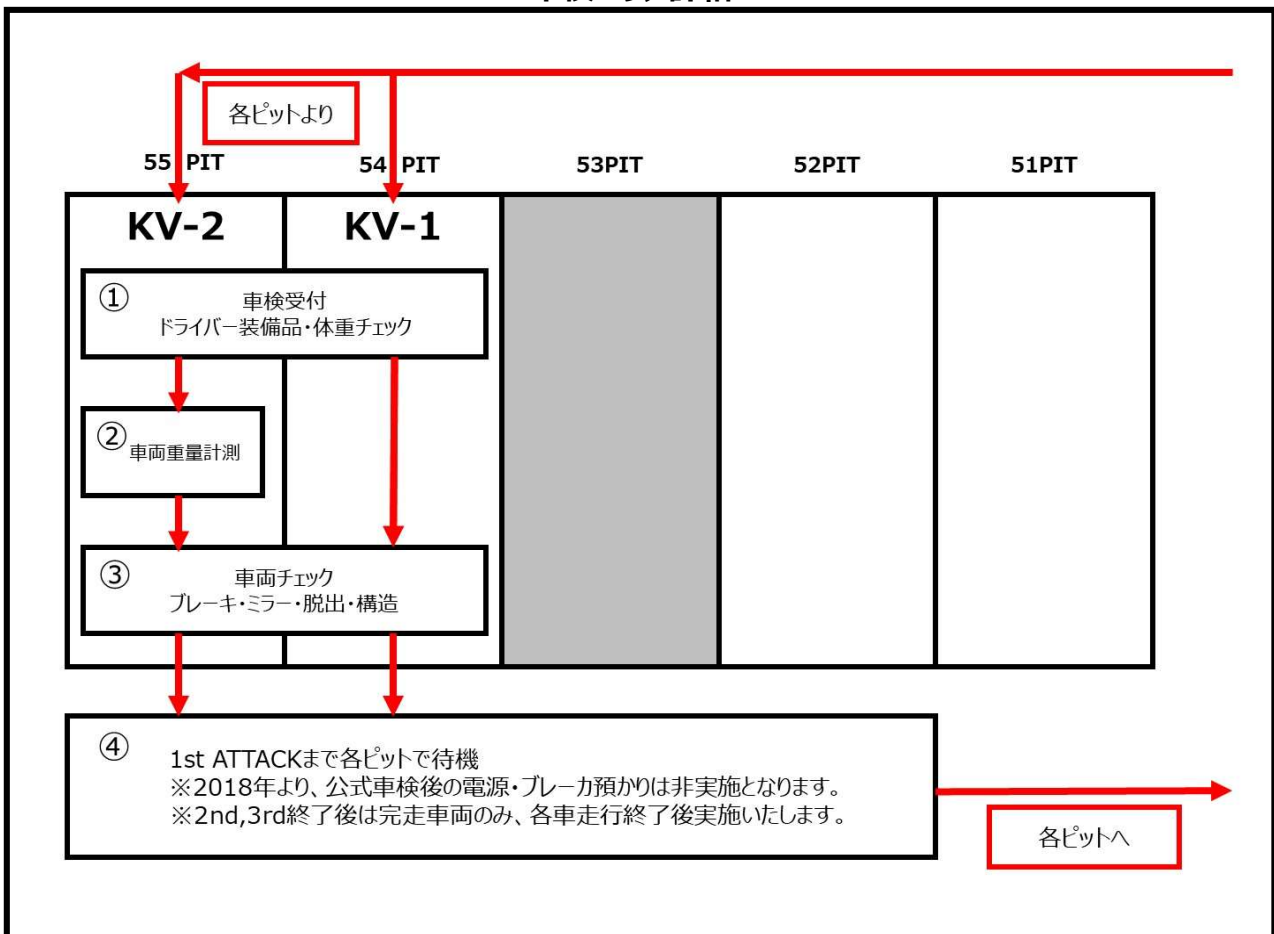 各ピットより
55 PIT
54 PIT
53PIT
52PIT
51PIT
KV-2
KV-1
①
車検受付
ドライバー装備品・体重チェック
②
車両重量計測
③
車両チェック
ブレーキ・ミラー・脱出・構造
④
1st ATTACKまで各ピットで待機
※2018年より、公式車検後の電源・ブレーカ預かりは非実施となります。
※2nd,3rd終了後は完走車両のみ、各車走行終了後実施いたします。
各ピットへ